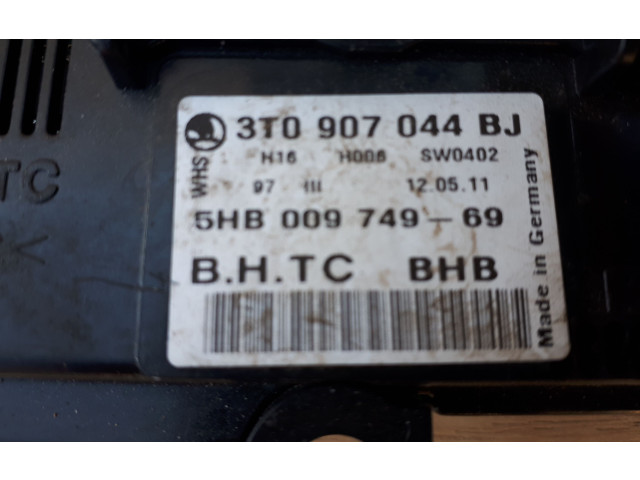 3T0 907 044 BJ
WHS
H16 H006 SW0402
97 III 12.05.11
5HB 009 749-69
B.H.TC BHB
Made in Germany
TC